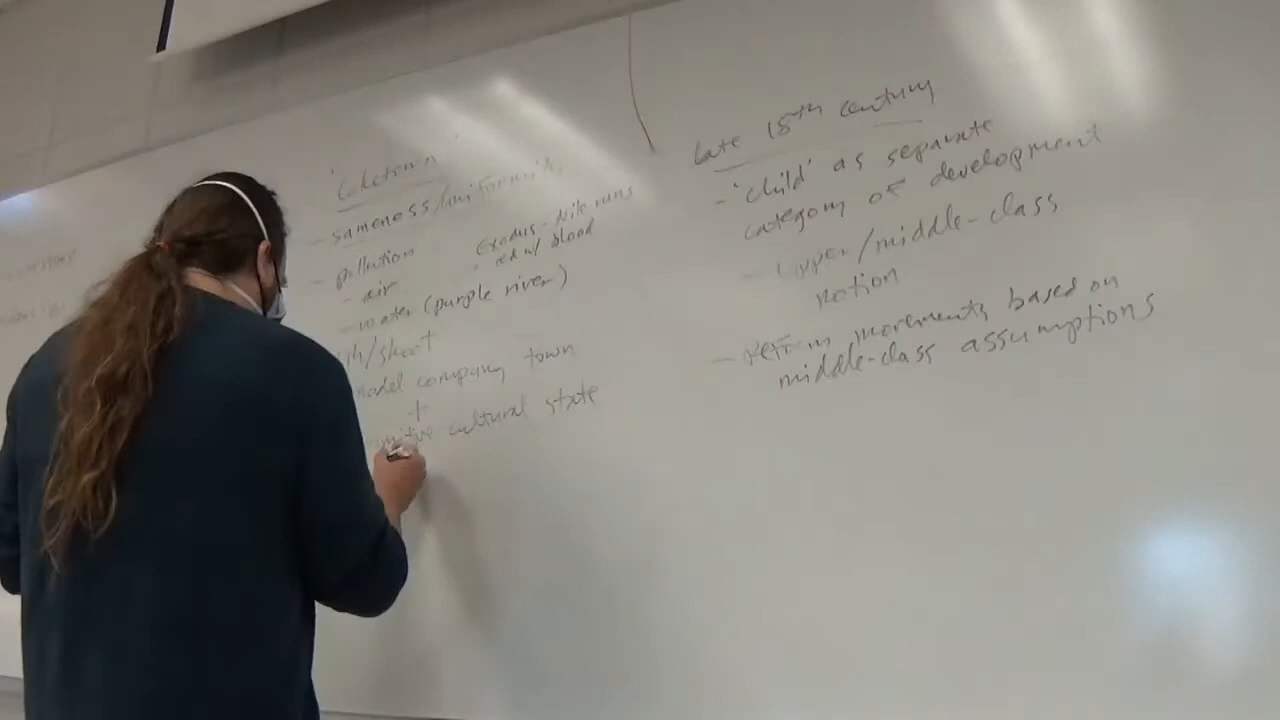 'Coketown'
- sameness/uniformity
- pollution
- air
- water (purple river)
Exodus - Nile runs
red w/ blood
/short
model company town
+
cultural state
late 18th century
- 'child' as separate
category of development
- upper/middle-class
notion
- reform movements based on
middle-class assumptions